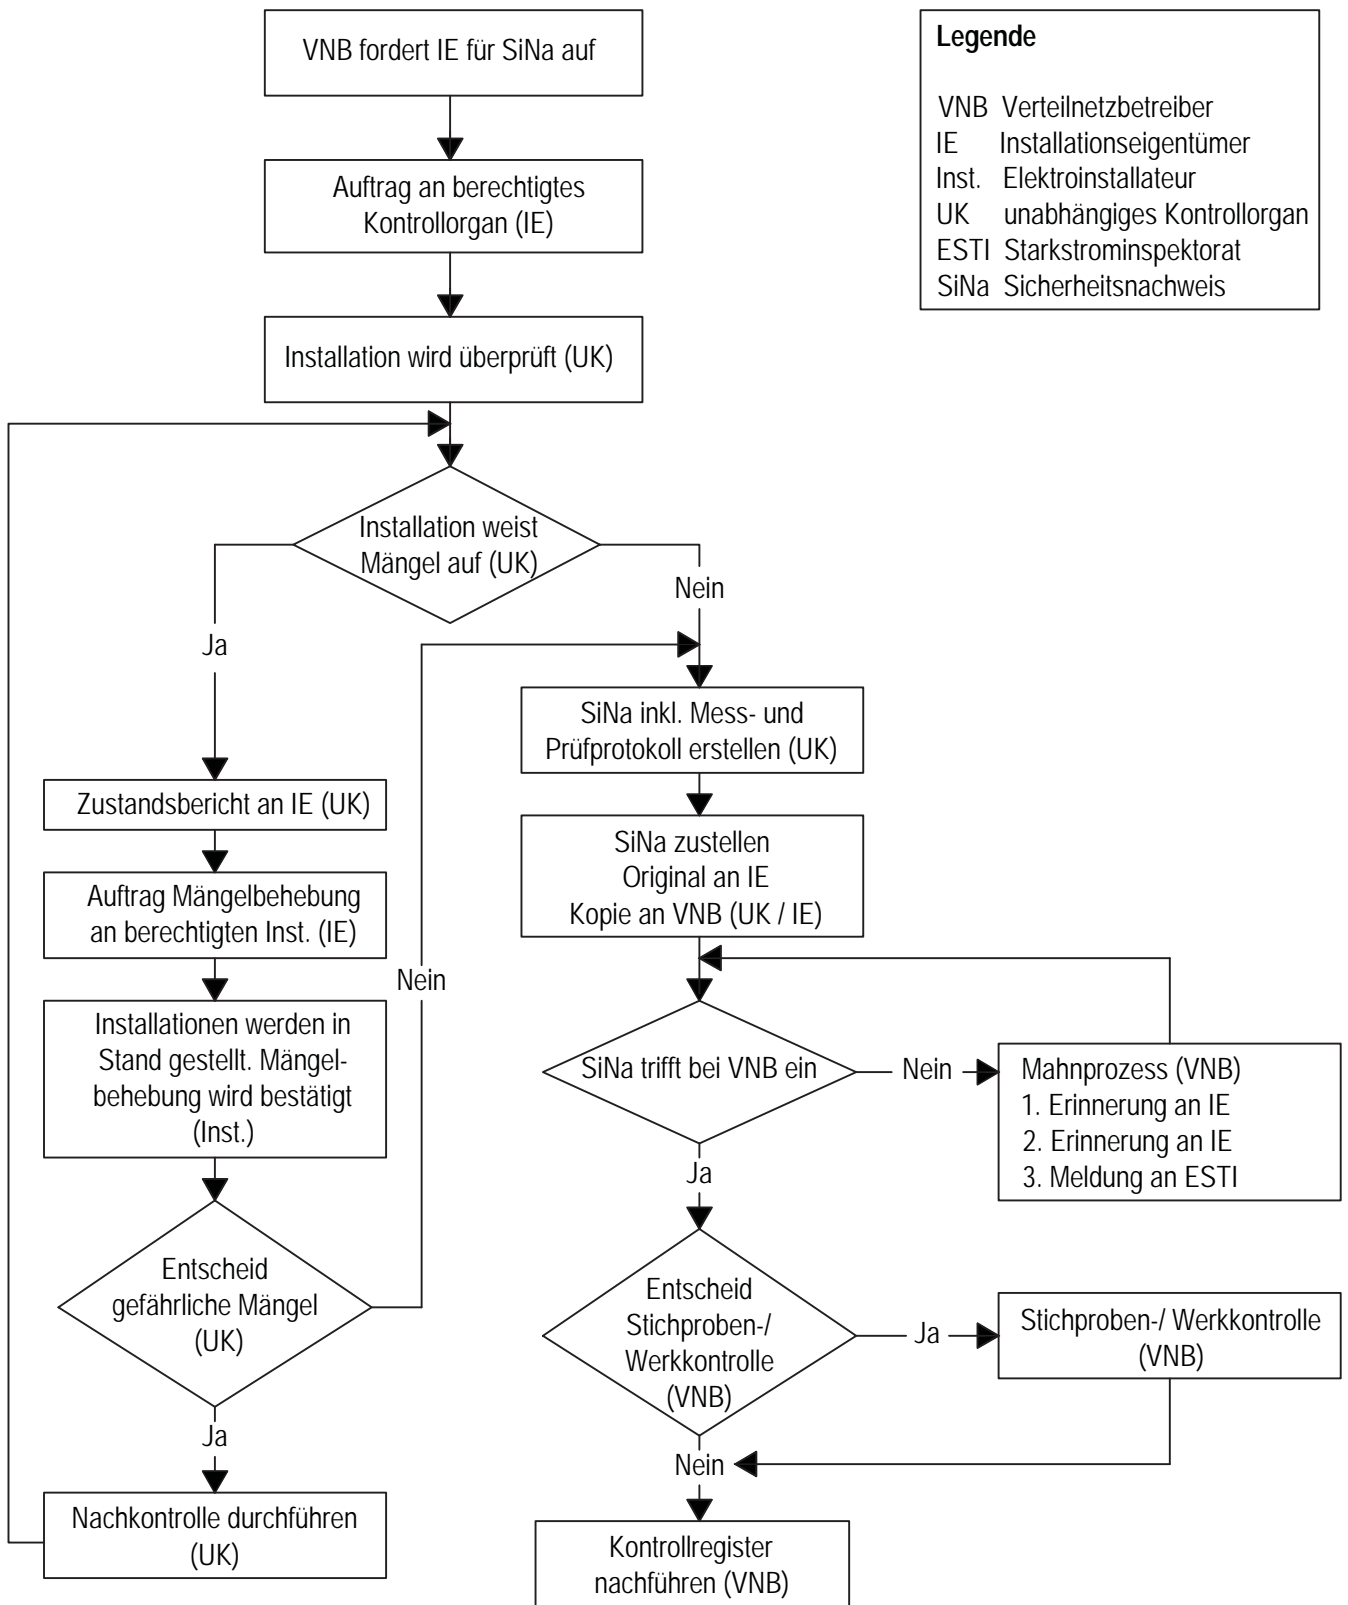 VNB fordert IE für SiNa auf
Legende
VNB Verteilnetzbetreiber
IE Installationseigentümer
Inst. Elektroinstallateur
UK unabhängiges Kontrollorgan
ESTI Starkstrominspektorat
SiNa Sicherheitsnachweis
Auftrag an berechtigtes
Kontrollorgan (IE)
Installation wird überprüft (UK)
Installation weist
Mängel auf (UK)
Ja
Nein
Zustandsbericht an IE (UK)
Auftrag Mängelbehebung
an berechtigten Inst. (IE)
Installationen werden in
Stand gestellt. Mängel-
behebung wird bestätigt
(Inst.)
Entscheid
gefährliche Mängel
(UK)
Nein
Ja
Nachkontrolle durchführen
(UK)
SiNa inkl. Mess- und
Prüfprotokoll erstellen (UK)
SiNa zustellen
Original an IE
Kopie an VNB (UK / IE)
SiNa trifft bei VNB ein
Nein
Mahnprozess (VNB)
1. Erinnerung an IE
2. Erinnerung an IE
3. Meldung an ESTI
Ja
Entscheid
Stichproben-/
Werkkontrolle
(VNB)
Ja
Stichproben-/ Werkkontrolle
(VNB)
Nein
Kontrollregister
nachführen (VNB)